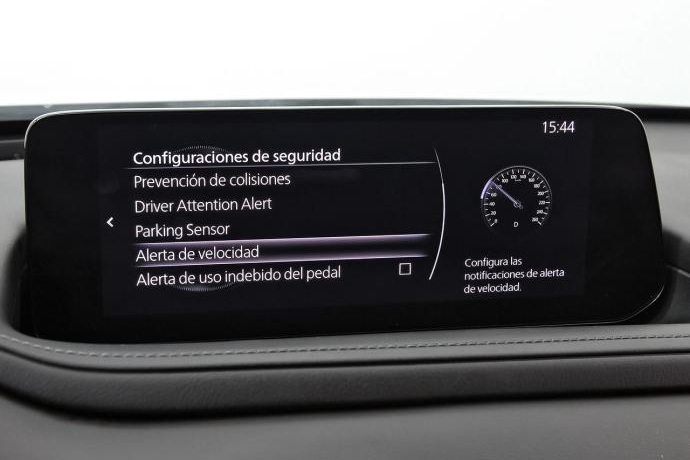 15:44
Configuraciones de seguridad
Prevención de colisiones
Driver Attention Alert
Parking Sensor
Alerta de velocidad
Alerta de uso indebido del pedal
D
Configura las
notificaciones de alerta
de velocidad.